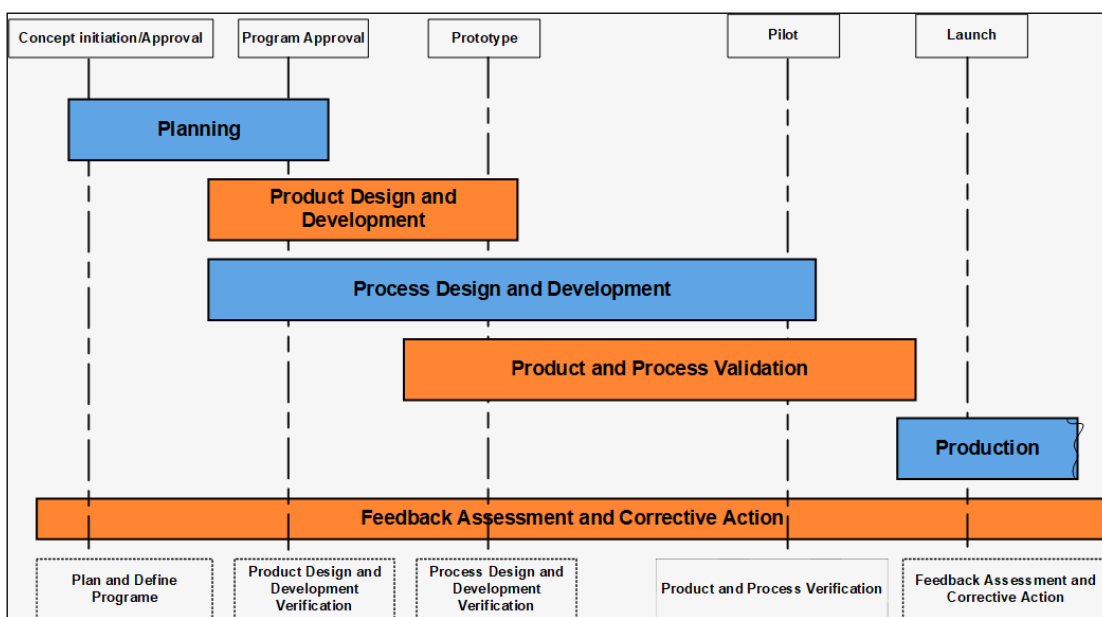 Concept initiation/Approval
Program Approval
Prototype
Pilot
Launch
Planning
Product Design and
Development
Process Design and Development
Product and Process Validation
Production
Feedback Assessment and Corrective Action
Plan and Define
Programe
Product Design and
Development
Verification
Process Design and
Development
Verification
Product and Process Verification
Feedback Assessment and
Corrective Action